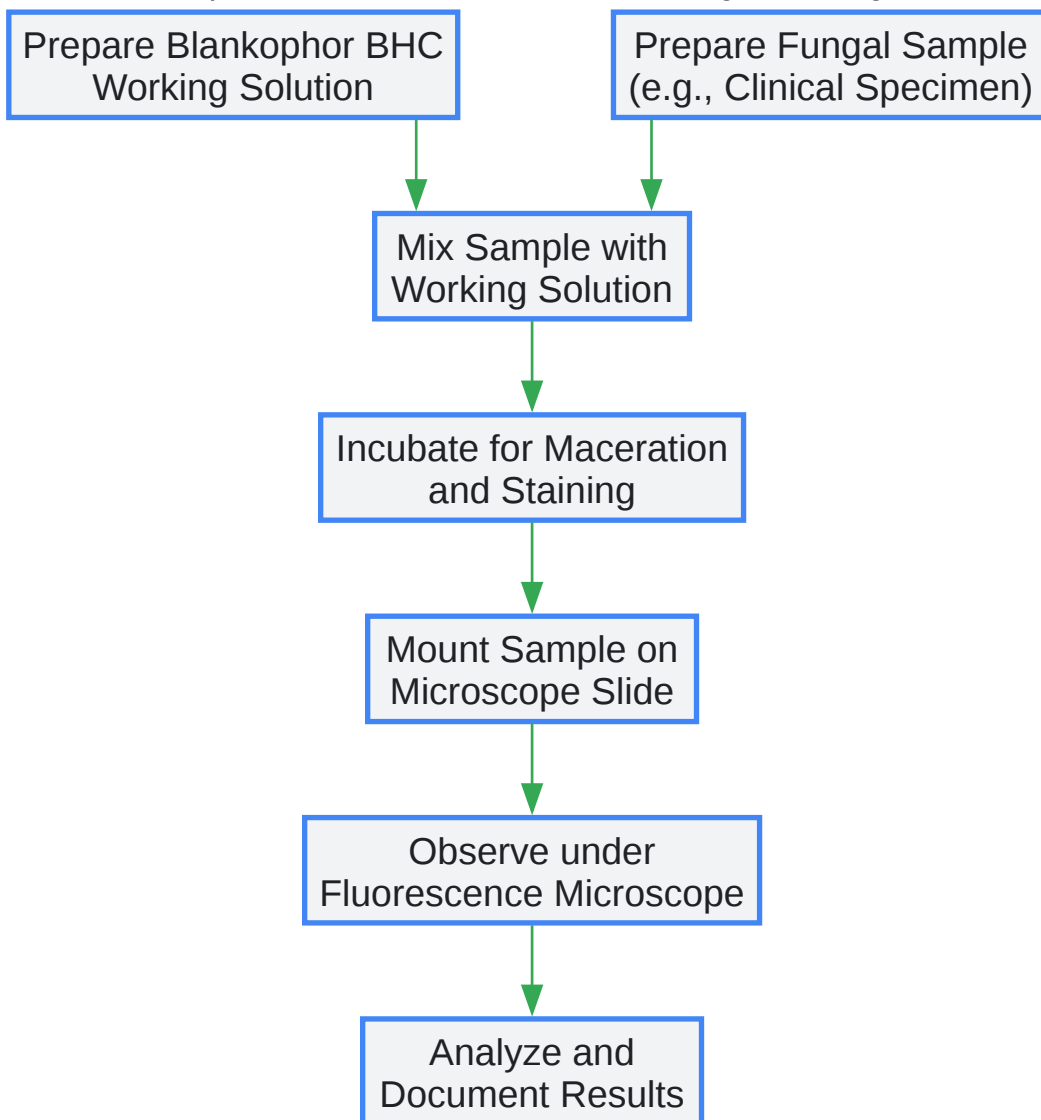 Prepare Blankophor BHC
Working Solution
Prepare Fungal Sample
(e.g., Clinical Specimen)
Mix Sample with
Working Solution
Incubate for Maceration
and Staining
Mount Sample on
Microscope Slide
Observe under
Fluorescence Microscope
Analyze and
Document Results